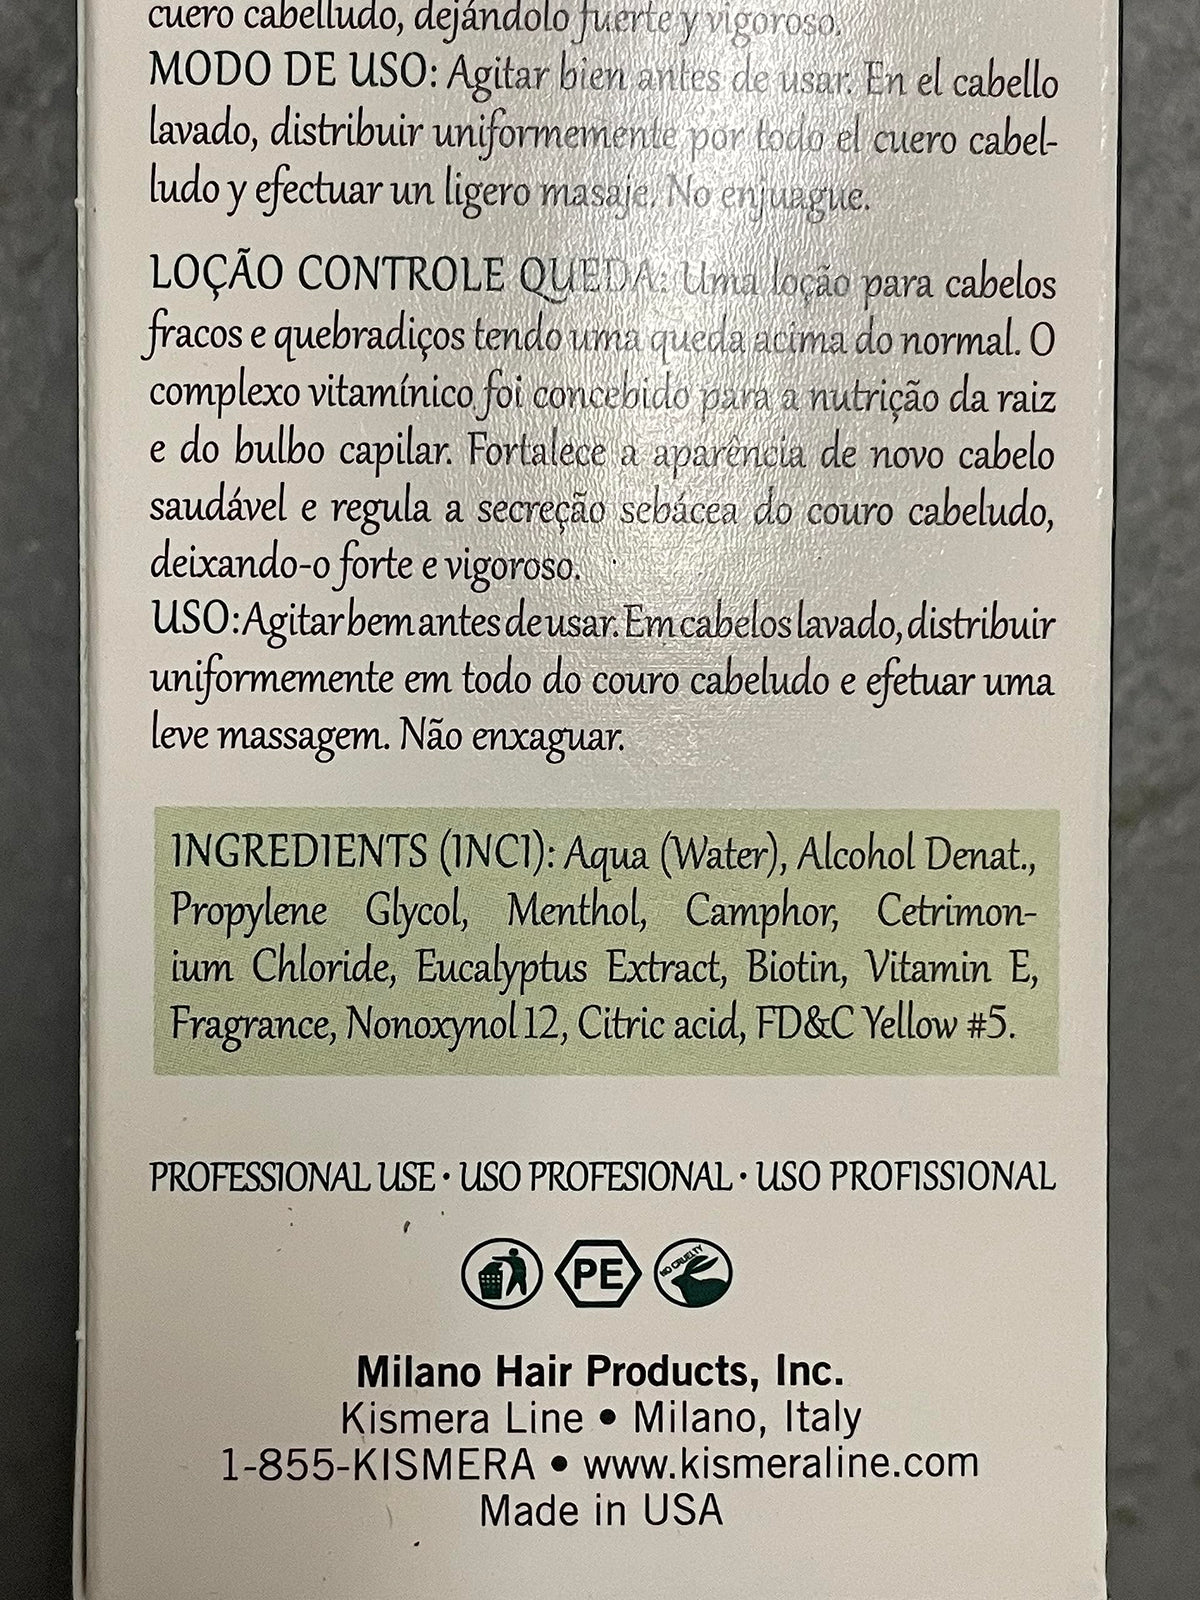 cuero cabelludo, dejándolo fuerte y vigoroso.
MODO DE USO: Agitar bien antes de usar. En el cabello
lavado, distribuir uniformemente por todo el cuero cabel-
ludo y efectuar un ligero masaje. No enjuague.
LOÇÃO CONTROLE QUEDA: Uma loção para cabelos
fracos e quebradiços tendo uma queda acima do normal. O
complexo vitamínico foi concebido para a nutrição da raiz
e do bulbo capilar. Fortalece a aparência de novo cabelo
saudável e regula a secreção sebácea do couro cabeludo,
deixando-o forte e vigoroso.
USO: Agitar bem antes de usar. Em cabelos lavado, distribuir
uniformemente em todo do couro cabeludo e efetuar uma
leve massagem. Não enxaguar.
INGREDIENTS (INCI): Aqua (Water), Alcohol Denat.,
Propylene Glycol, Menthol, Camphor, Cetrimon-
ium Chloride, Eucalyptus Extract, Biotin, Vitamin E,
Fragrance, Nonoxynol 12, Citric acid, FD&C Yellow #5.
PROFESSIONAL USE • USO PROFESIONAL • USO PROFISSIONAL
PE NO CRUELTY
Milano Hair Products, Inc.
Kismera Line • Milano, Italy
1-855-KISMERA • www.kismeraline.com
Made in USA